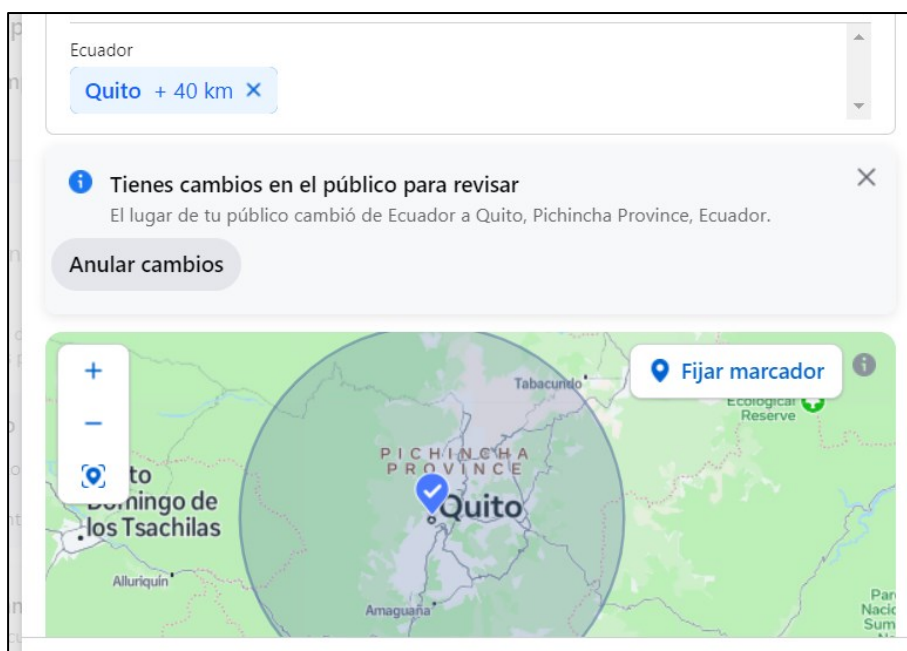 Ecuador
Quito + 40 km ×
Tienes cambios en el público para revisar
El lugar de tu público cambió de Ecuador a Quito, Pichincha Province, Ecuador.
Anular cambios
Fijar marcador
Tabacundo
Ecological
Reserve
PICHINCHA
PROVINCE
Quito
to
Domingo de
los Tsachilas
Alluriquín
Amaguaña
Par
Nacio
Sum